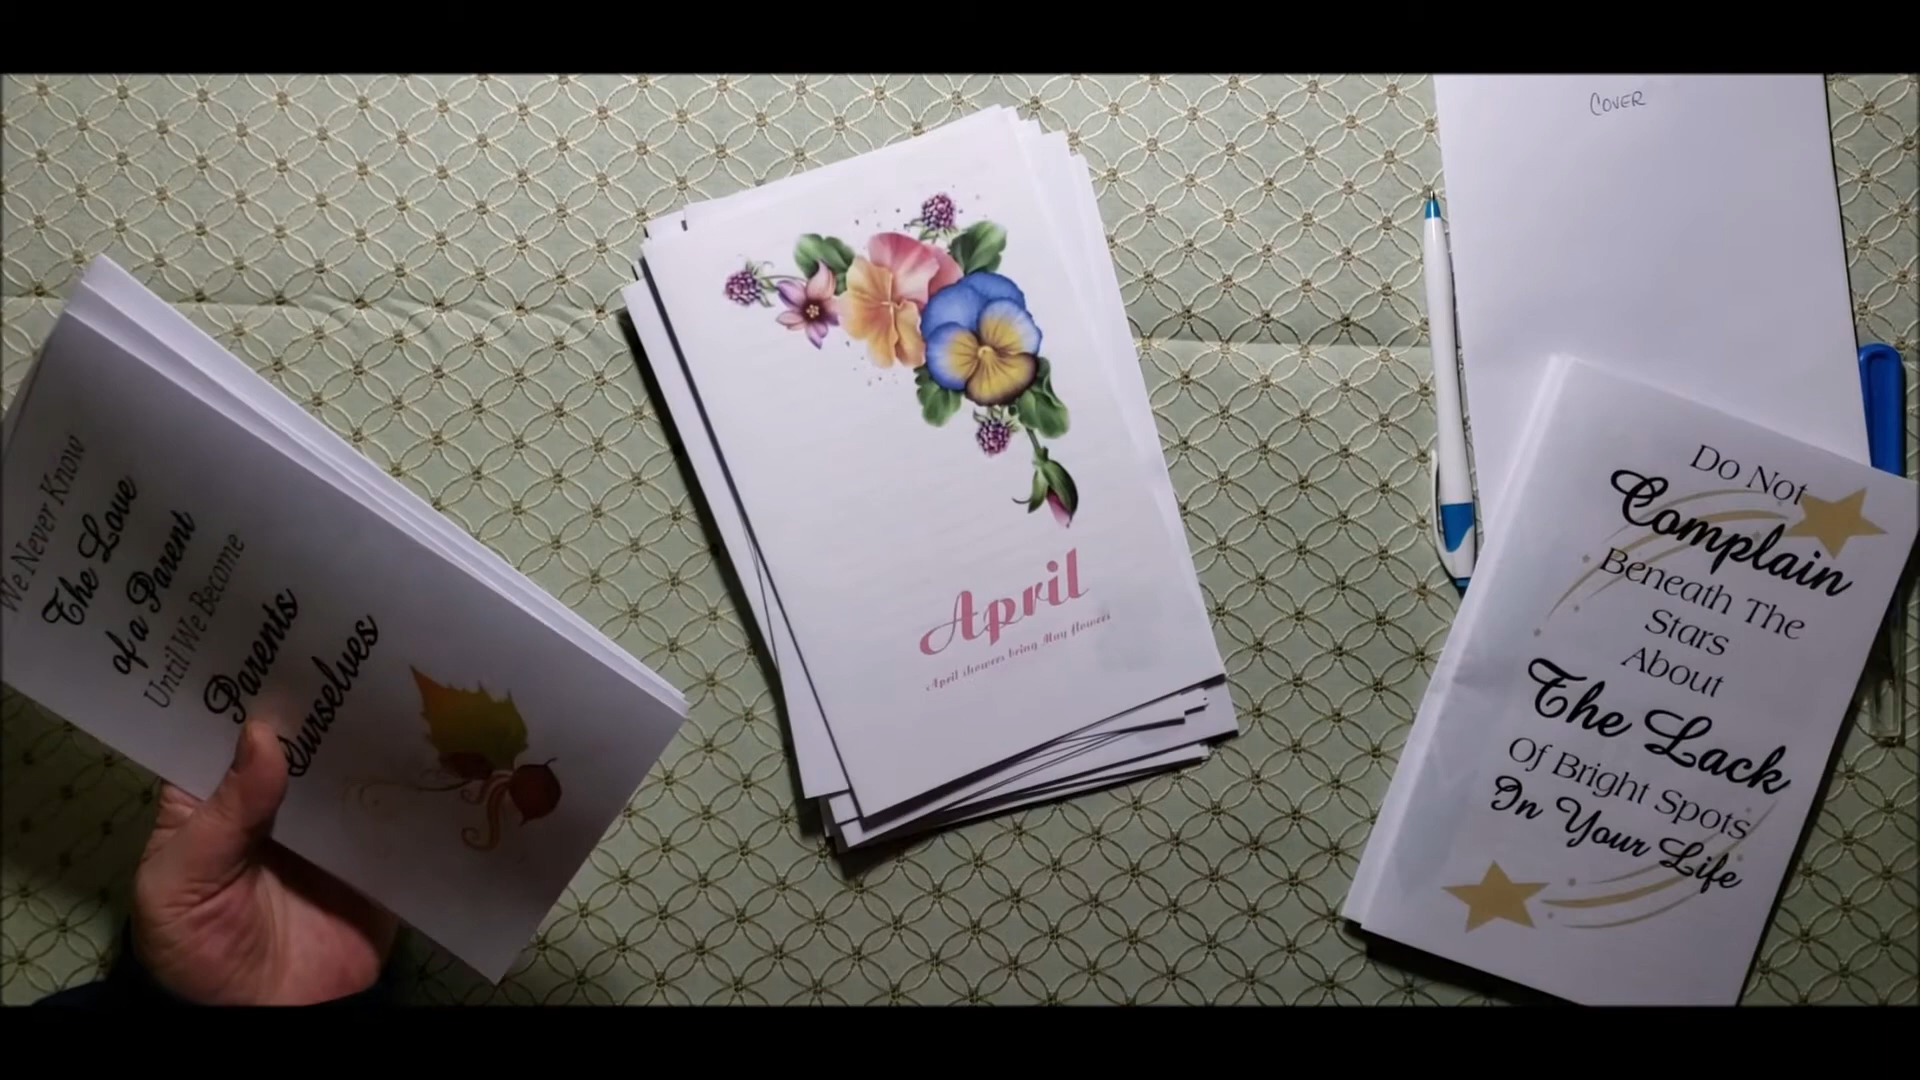 We Never Know
The Love
of a Parent
Until We Become
Parents
Ourselves
April
April showers bring May flowers
COVER
Do Not
Complain
Beneath The
Stars
About
The Lack
Of Bright Spots
In Your Life